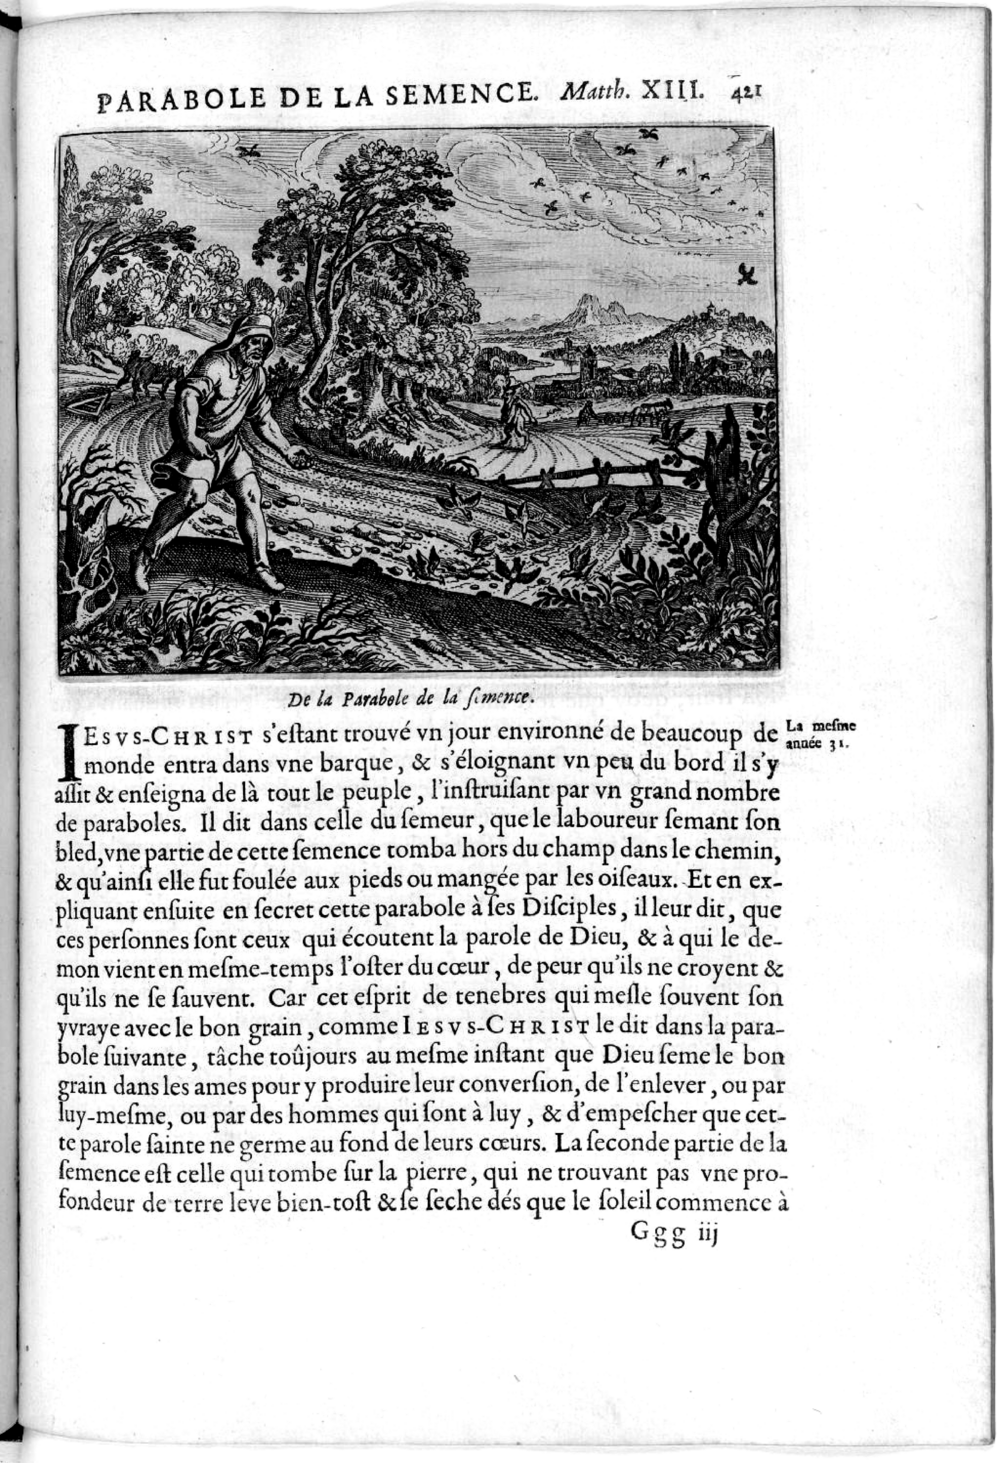 PARABOLE DE LA SEMENCE. Matth. XIII. 421
De la Parabole de la ſemence.
IESVS-CHRIST s'eſtant trouvé vn jour environné de beaucoup de
La meſme
année 31.
monde entra dans vne barque, & s'éloignant vn peu du bord il s'y
aſſit & enſeigna de là tout le peuple, l'inſtruiſant par vn grand nombre
de paraboles. Il dit dans celle du ſemeur, que le laboureur ſemant ſon
bled, vne partie de cette ſemence tomba hors du champ dans le chemin,
& qu'ainſi elle fut foulée aux pieds ou mangée par les oiſeaux. Et en ex-
pliquant enſuite en ſecret cette parabole à ſes Diſciples, il leur dit, que
ces perſonnes ſont ceux qui écoutent la parole de Dieu, & à qui le de-
mon vient en meſme-temps l'oſter du cœur, de peur qu'ils ne croyent &
qu'ils ne ſe ſauvent. Car cet eſprit de tenebres qui meſle ſouvent ſon
yvraye avec le bon grain, comme IESVS-CHRIST le dit dans la para-
bole ſuivante, tâche toûjours au meſme inſtant que Dieu ſeme le bon
grain dans les ames pour y produire leur converſion, de l'enlever, ou par
luy-meſme, ou par des hommes qui ſont à luy, & d'empeſcher que cet-
te parole ſainte ne germe au fond de leurs cœurs. La ſeconde partie de la
ſemence eſt celle qui tombe ſur la pierre, qui ne trouvant pas vne pro-
fondeur de terre leve bien-toſt & ſe ſeche dés que le ſoleil commence à
Ggg iij